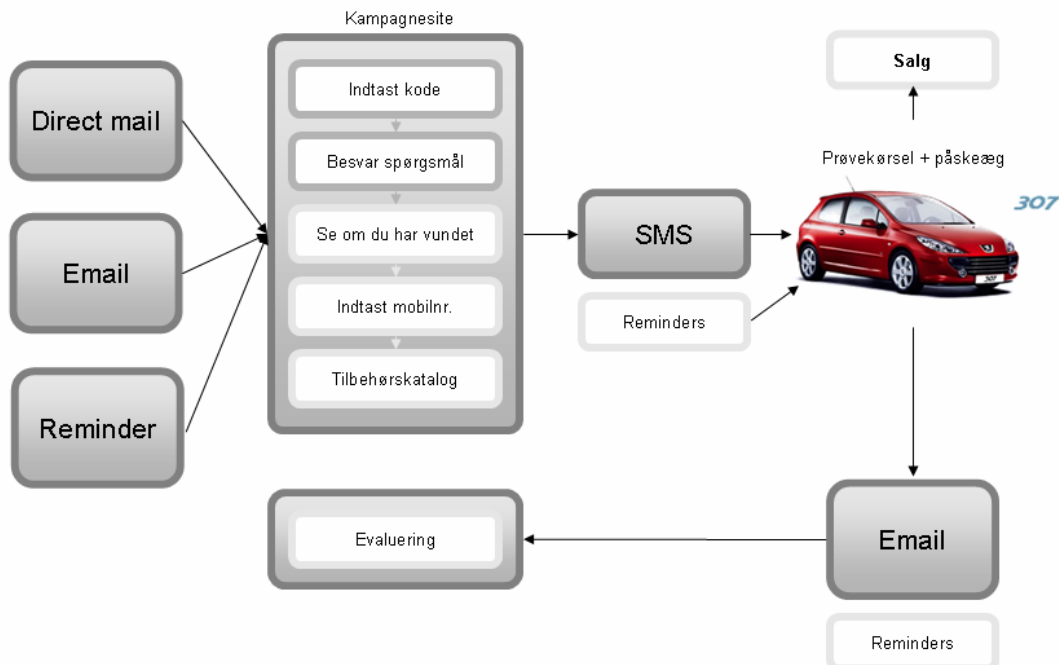 Kampagnesite
Direct mail
Email
Reminder
Indtast kode
Besvar spørgsmål
Se om du har vundet
Indtast mobilnr.
Tilbehørskatalog
SMS
Reminders
Salg
Prøvekørsel + påskeæg
307
307
Email
Reminders
Evaluering